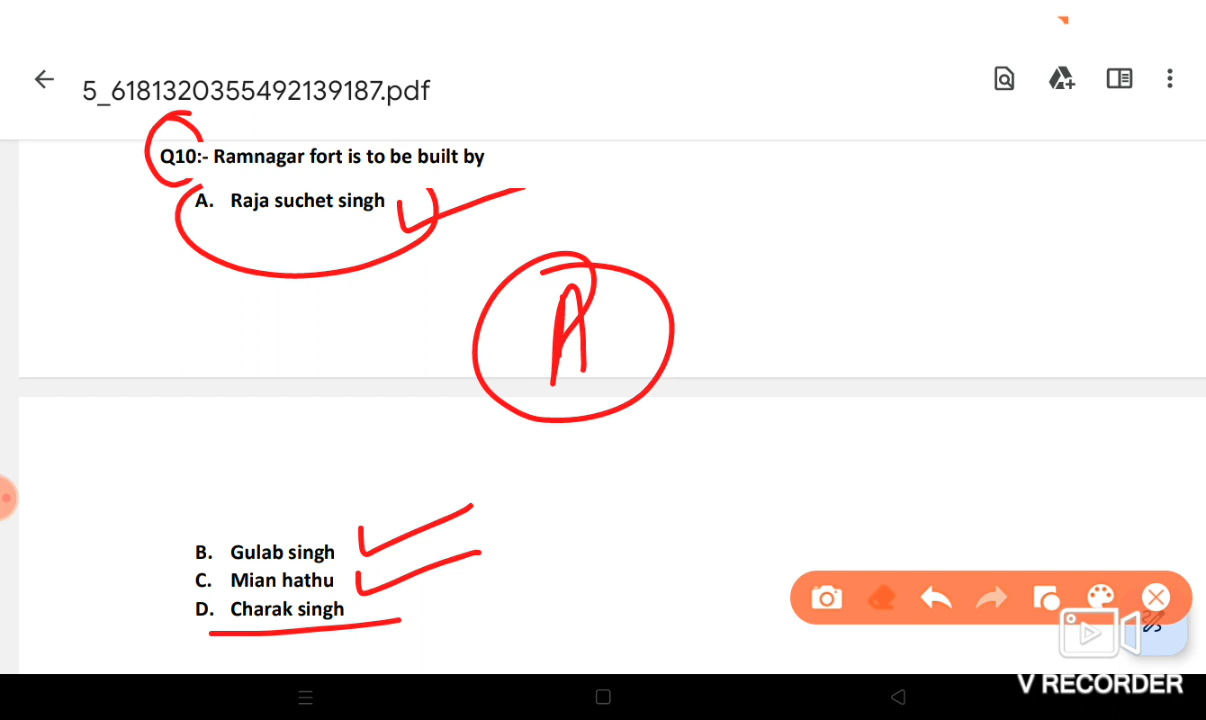 5_6181320355492139187.pdf
Q10:- Ramnagar fort is to be built by
A. Raja suchet singh
A
B. Gulab singh
C. Mian hathu
D. Charak singh
V RECORDER